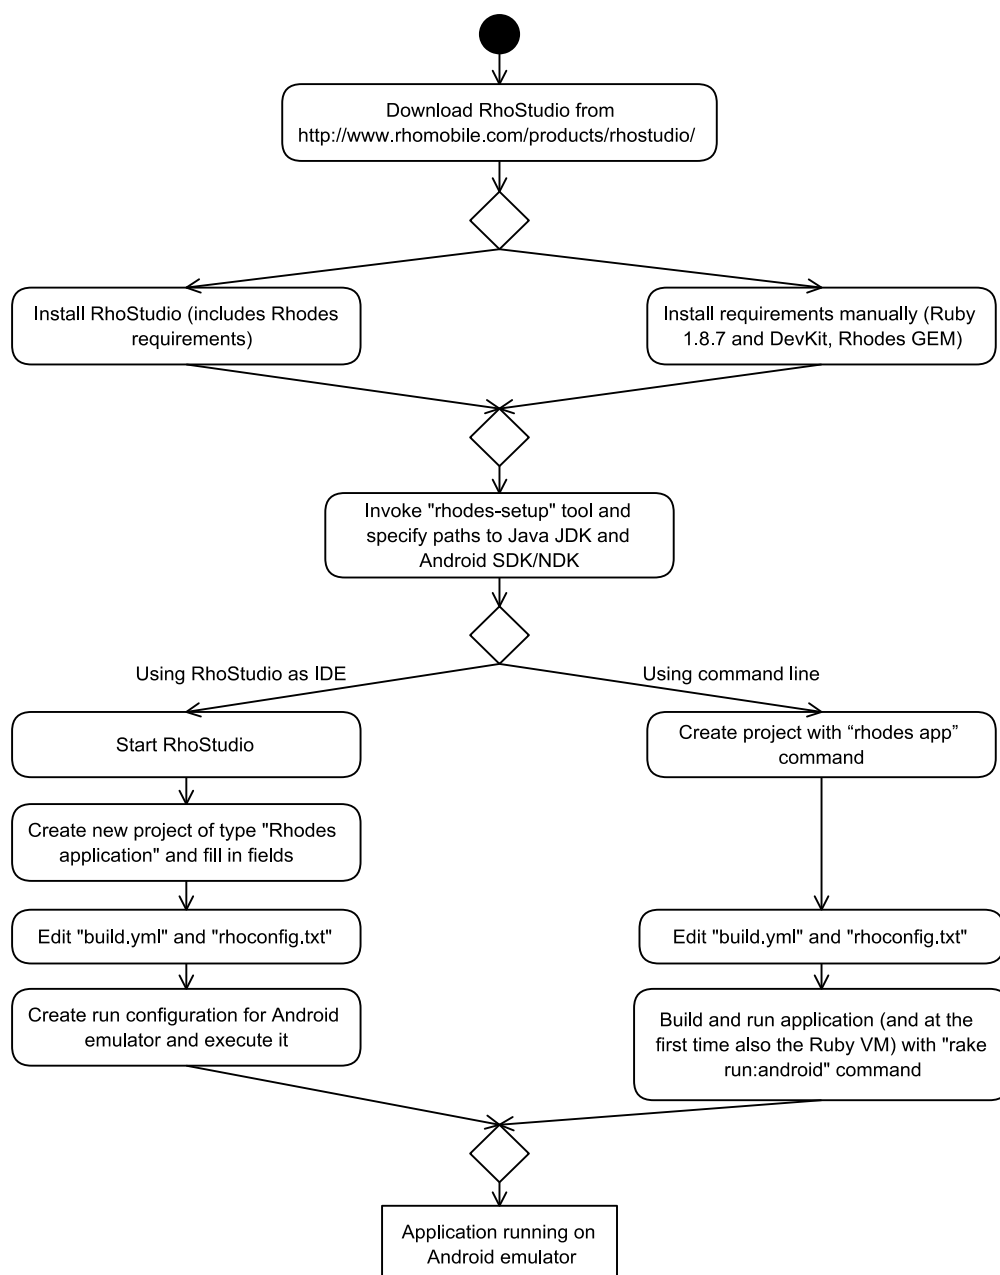 Download RhoStudio from
http://www.rhomobile.com/products/rhostudio/
Install RhoStudio (includes Rhodes
requirements)
Install requirements manually (Ruby
1.8.7 and DevKit, Rhodes GEM)
Invoke "rhodes-setup" tool and
specify paths to Java JDK and
Android SDK/NDK
Using RhoStudio as IDE
Using command line
Start RhoStudio
Create project with “rhodes app”
command
Create new project of type "Rhodes
application" and fill in fields
Edit "build.yml" and "rhoconfig.txt"
Edit "build.yml" and "rhoconfig.txt"
Create run configuration for Android
emulator and execute it
Build and run application (and at the
first time also the Ruby VM) with "rake
run:android" command
Application running on
Android emulator